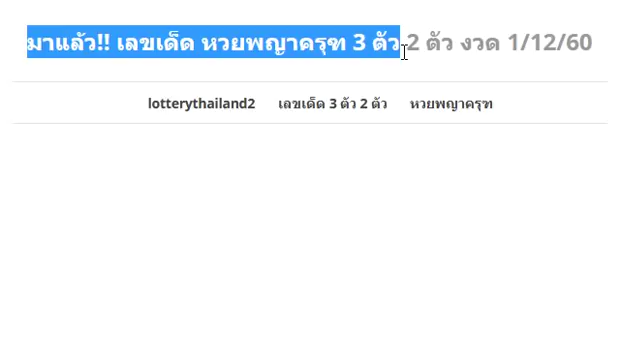 มาแล้ว!! เลขเด็ด หวยพญาครุฑ 3 ตัว 2 ตัว งวด 1/12/60
lotterythailand2 เลขเด็ด 3 ตัว 2 ตัว หวยพญาครุฑ